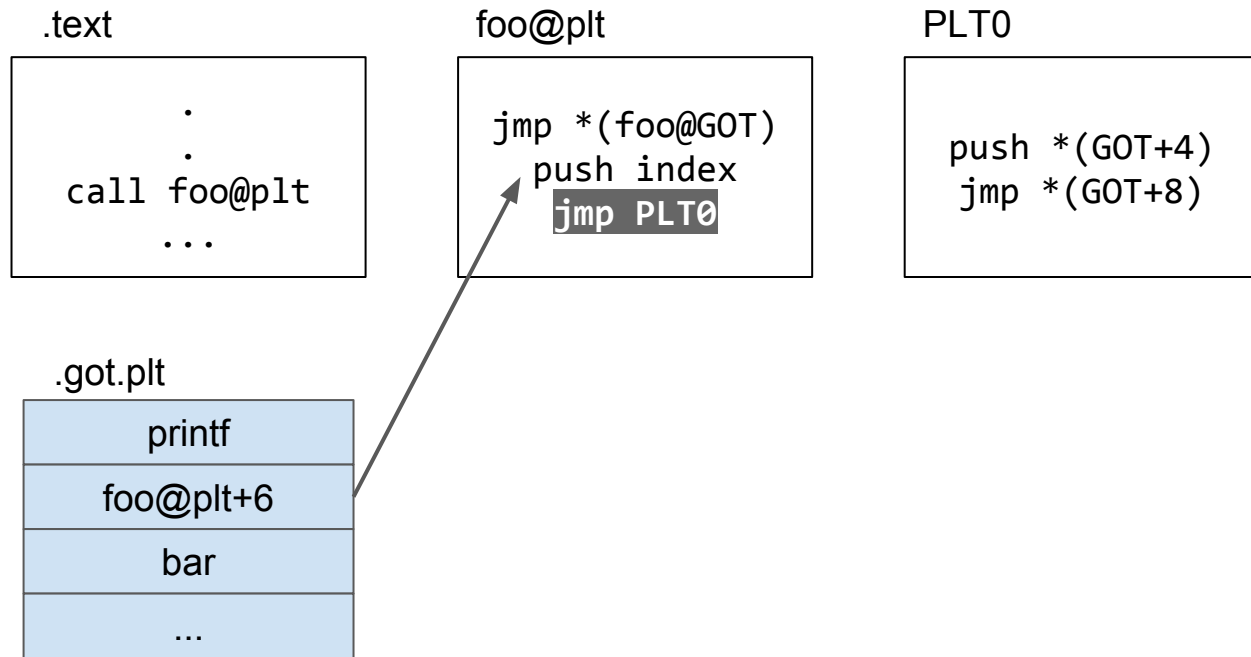 .text
.
.
call foo@plt
...
foo@plt
jmp *(foo@GOT)
push index
jmp PLT0
PLT0
push *(GOT+4)
jmp *(GOT+8)
.got.plt
printf
foo@plt+6
bar
...